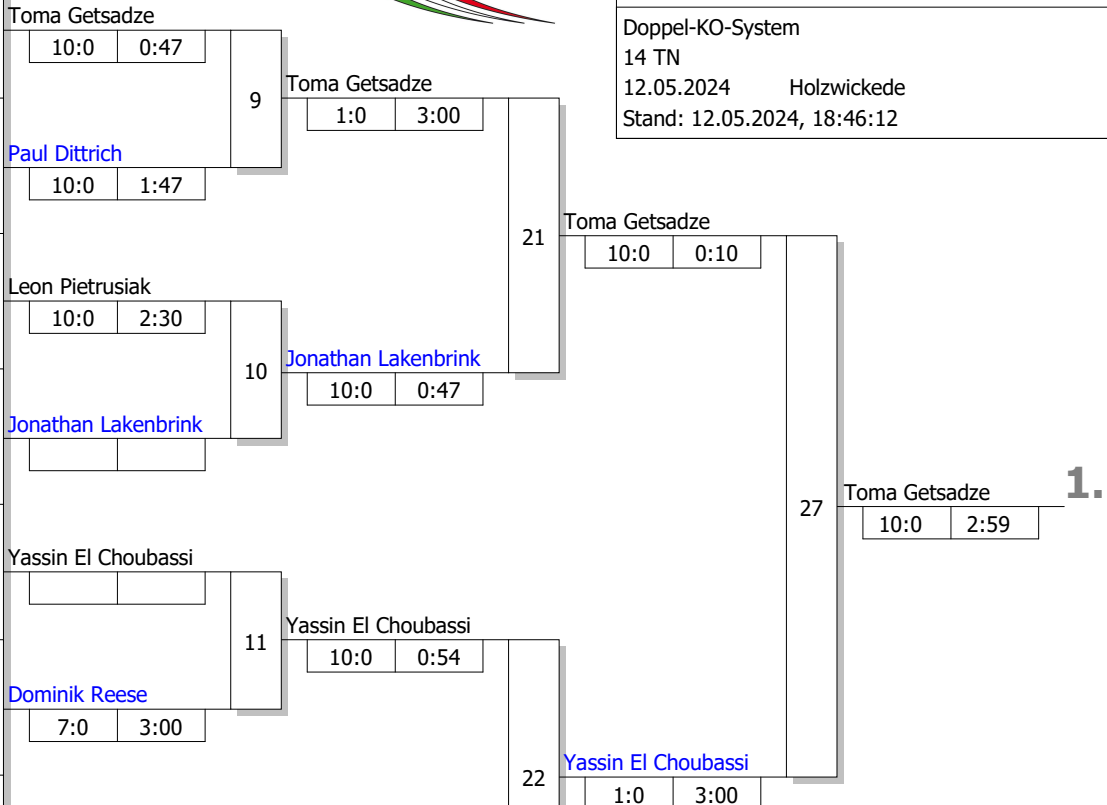 Toma Getsadze
10:0 0:47
Doppel-KO-System
14 TN
12.05.2024 Holzwickede
Stand: 12.05.2024, 18:46:12
9
Toma Getsadze
1:0 3:00
Paul Dittrich
10:0 1:47
21
Toma Getsadze
10:0 0:10
Leon Pietrusiak
10:0 2:30
10
Jonathan Lakenbrink
10:0 0:47
Jonathan Lakenbrink
27
Toma Getsadze
10:0 2:59
1.
Yassin El Choubassi
11
Yassin El Choubassi
10:0 0:54
Dominik Reese
7:0 3:00
22
Yassin El Choubassi
1:0 3:00